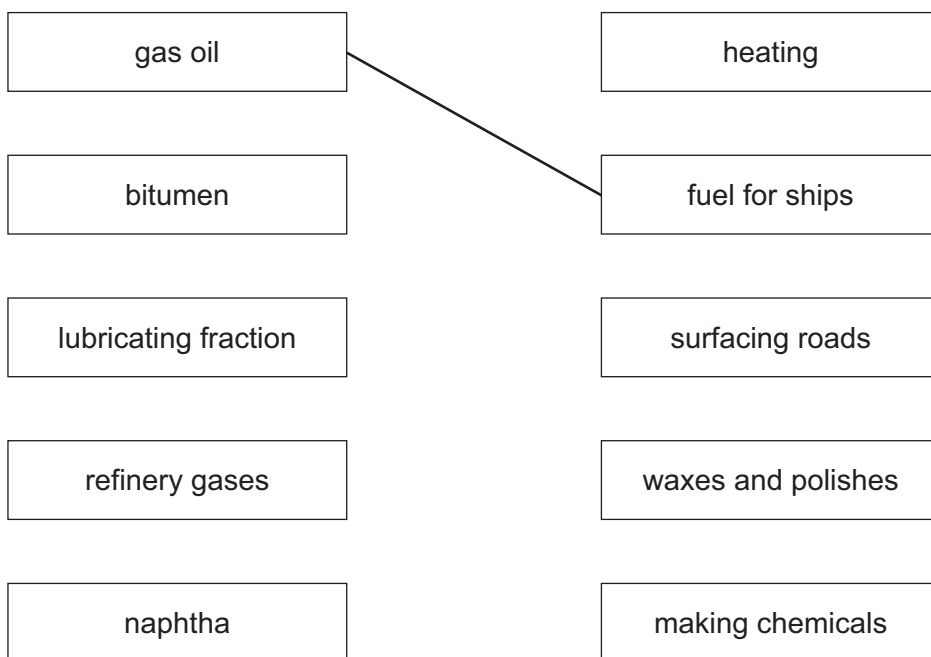 gas oil
heating
bitumen
fuel for ships
lubricating fraction
surfacing roads
refinery gases
waxes and polishes
naphtha
making chemicals